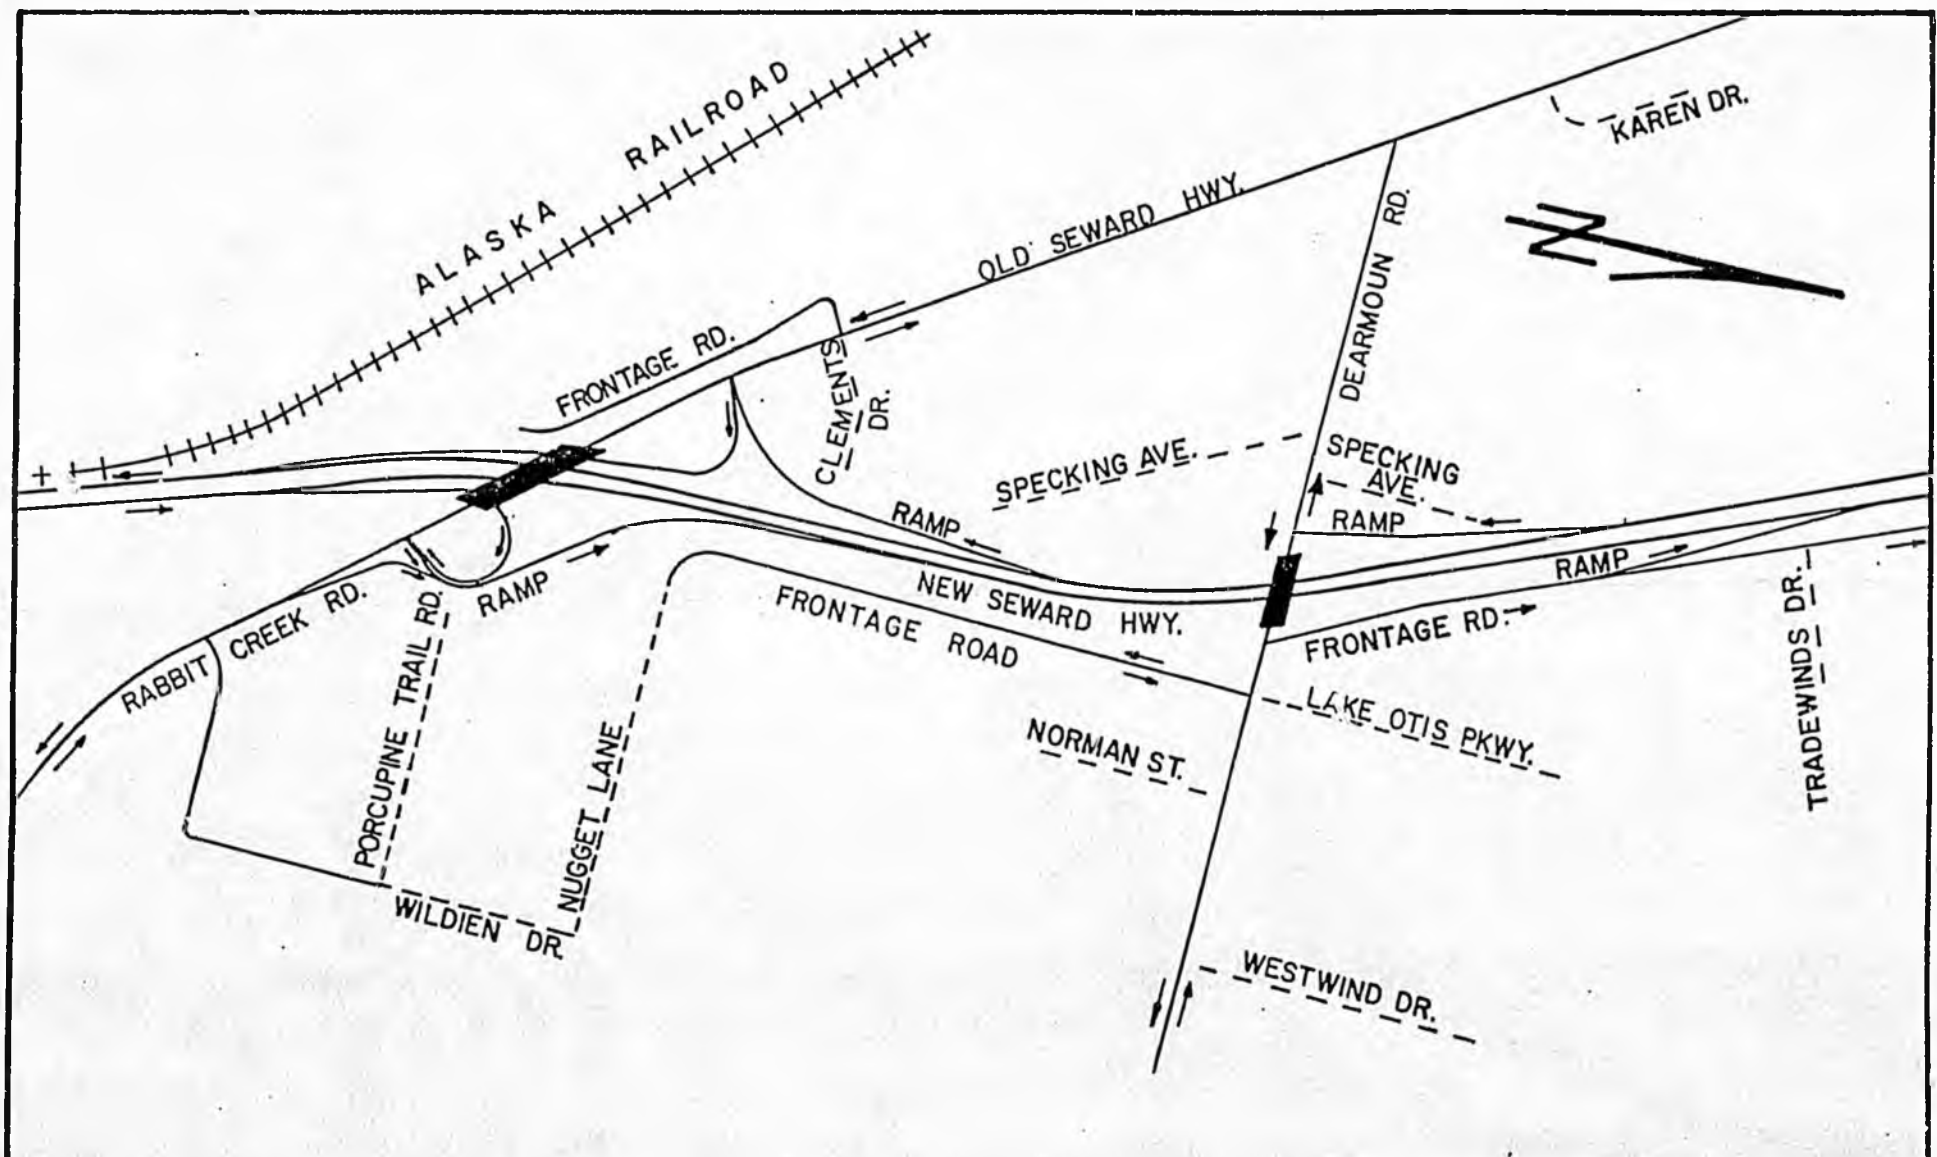 ALASKA RAILROAD
KAREN DR.
N
OLD SEWARD HWY.
DEARMOUN RD.
FRONTAGE RD.
CLEMENTS
DR.
SPECKING AVE.
SPECKING
AVE.
RAMP
RAMP
RAMP
NEW SEWARD HWY.
FRONTAGE ROAD
FRONTAGE RD.
RAMP
RABBIT CREEK RD.
PORCUPINE TRAIL RD.
NUGGET LANE
WILDIEN DR.
NORMAN ST.
LAKE OTIS PKWY.
TRADEWINDS DR.
WESTWIND DR.